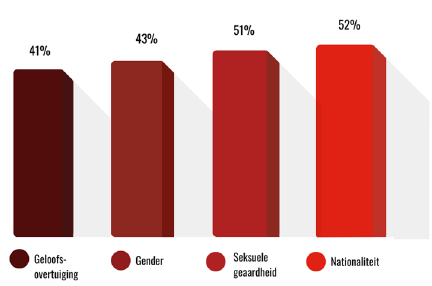 41%
43%
51%
52%
Geloofs-
overtuiging
Gender
Seksuele
geaardheid
Nationaliteit